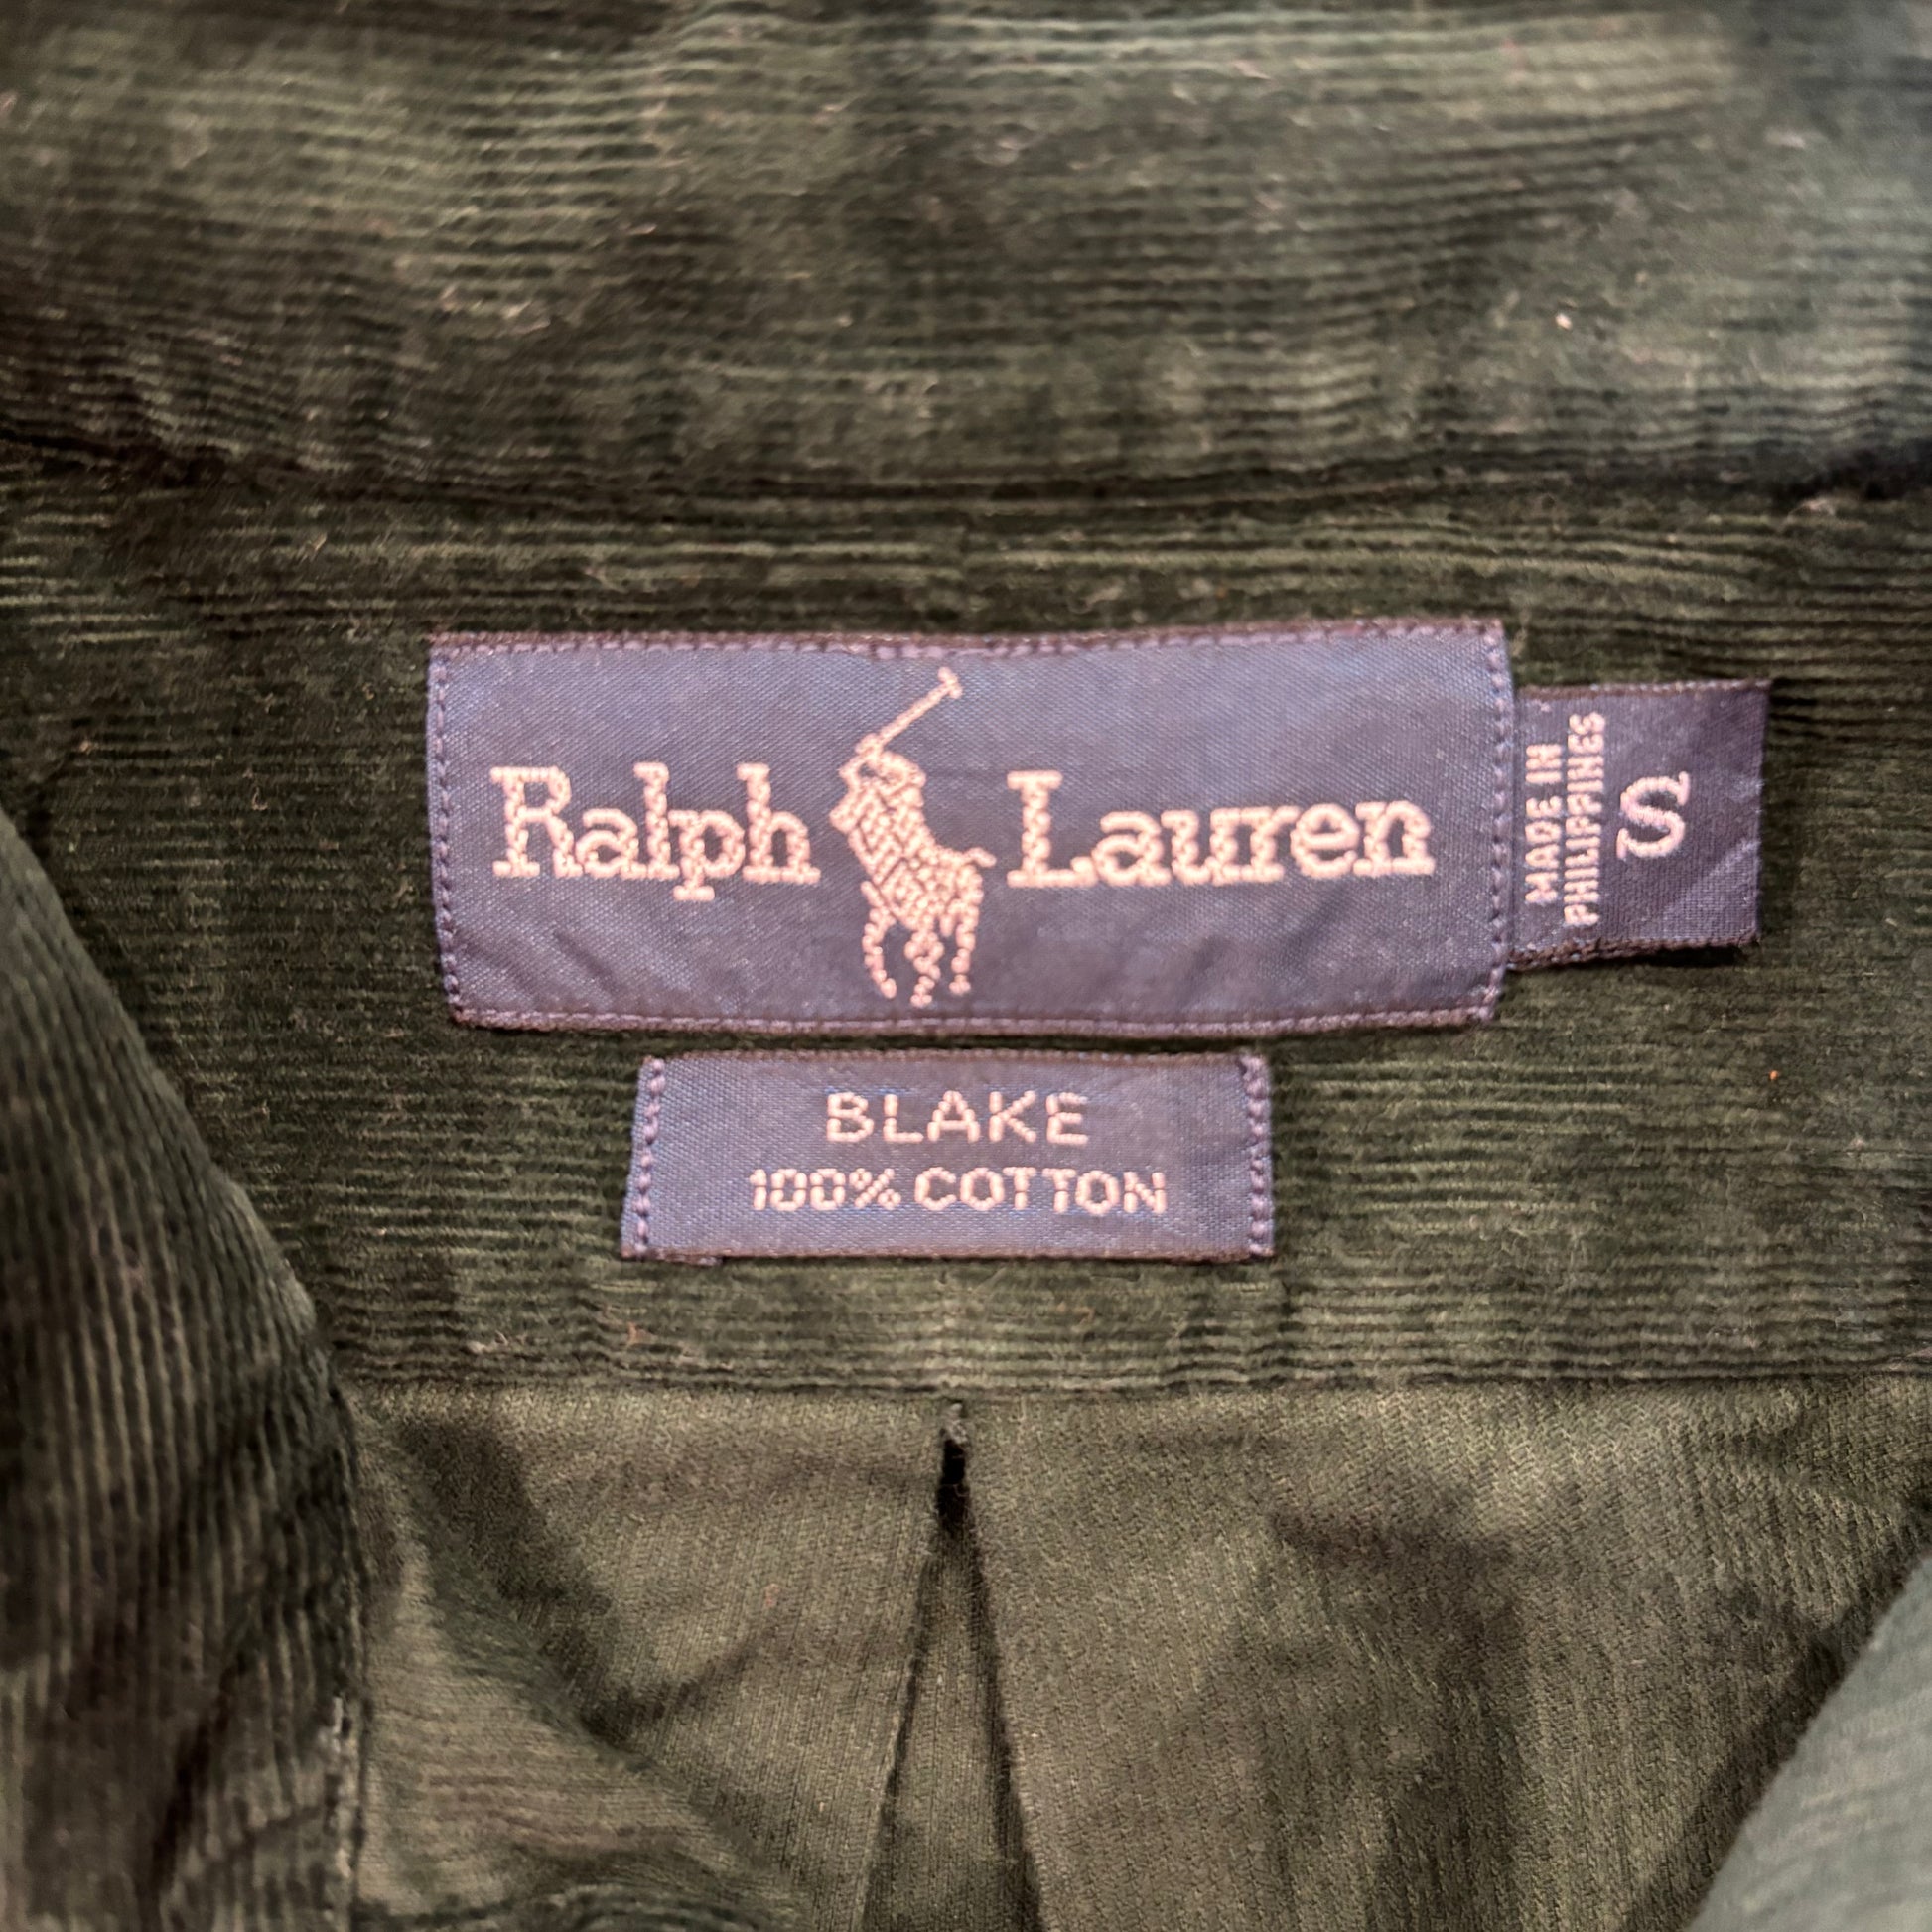 Ralph Lauren
MADE IN
PHILIPPINES
S
BLAKE
100% COTTON